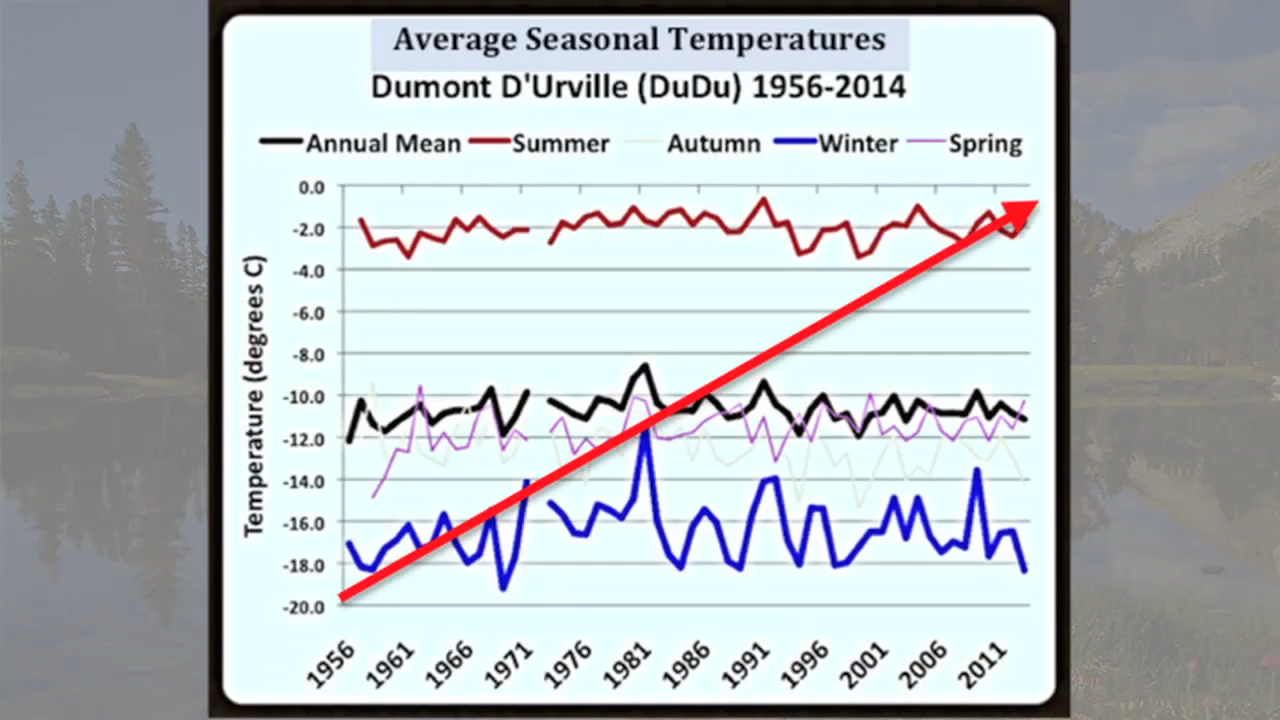 Average Seasonal Temperatures
Dumont D'Urville (DuDu) 1956-2014
Annual Mean Summer Autumn Winter Spring
0.0
-2.0
-4.0
-6.0
-8.0
-10.0
-12.0
-14.0
-16.0
-18.0
-20.0
Temperature (degrees C)
1956 1961 1966 1971 1976 1981 1986 1991 1996 2001 2006 2011